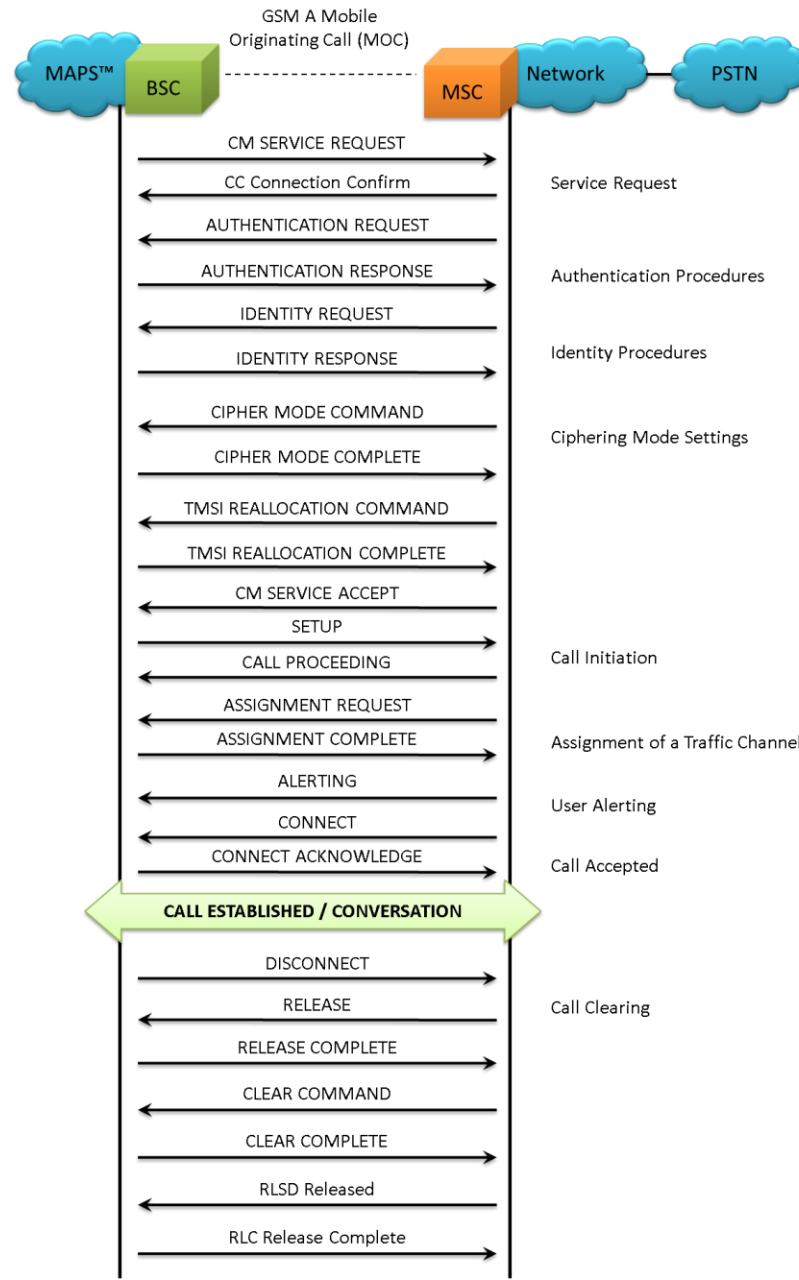 GSM A Mobile
Originating Call (MOC)
MAPS™
BSC
MSC
Network
PSTN
CM SERVICE REQUEST
CC Connection Confirm
Service Request
AUTHENTICATION REQUEST
AUTHENTICATION RESPONSE
Authentication Procedures
IDENTITY REQUEST
IDENTITY RESPONSE
Identity Procedures
CIPHER MODE COMMAND
Ciphering Mode Settings
CIPHER MODE COMPLETE
TMSI REALLOCATION COMMAND
TMSI REALLOCATION COMPLETE
CM SERVICE ACCEPT
SETUP
CALL PROCEEDING
Call Initiation
ASSIGNMENT REQUEST
ASSIGNMENT COMPLETE
Assignment of a Traffic Channel
ALERTING
User Alerting
CONNECT
CONNECT ACKNOWLEDGE
Call Accepted
CALL ESTABLISHED / CONVERSATION
DISCONNECT
RELEASE
Call Clearing
RELEASE COMPLETE
CLEAR COMMAND
CLEAR COMPLETE
RLSD Released
RLC Release Complete